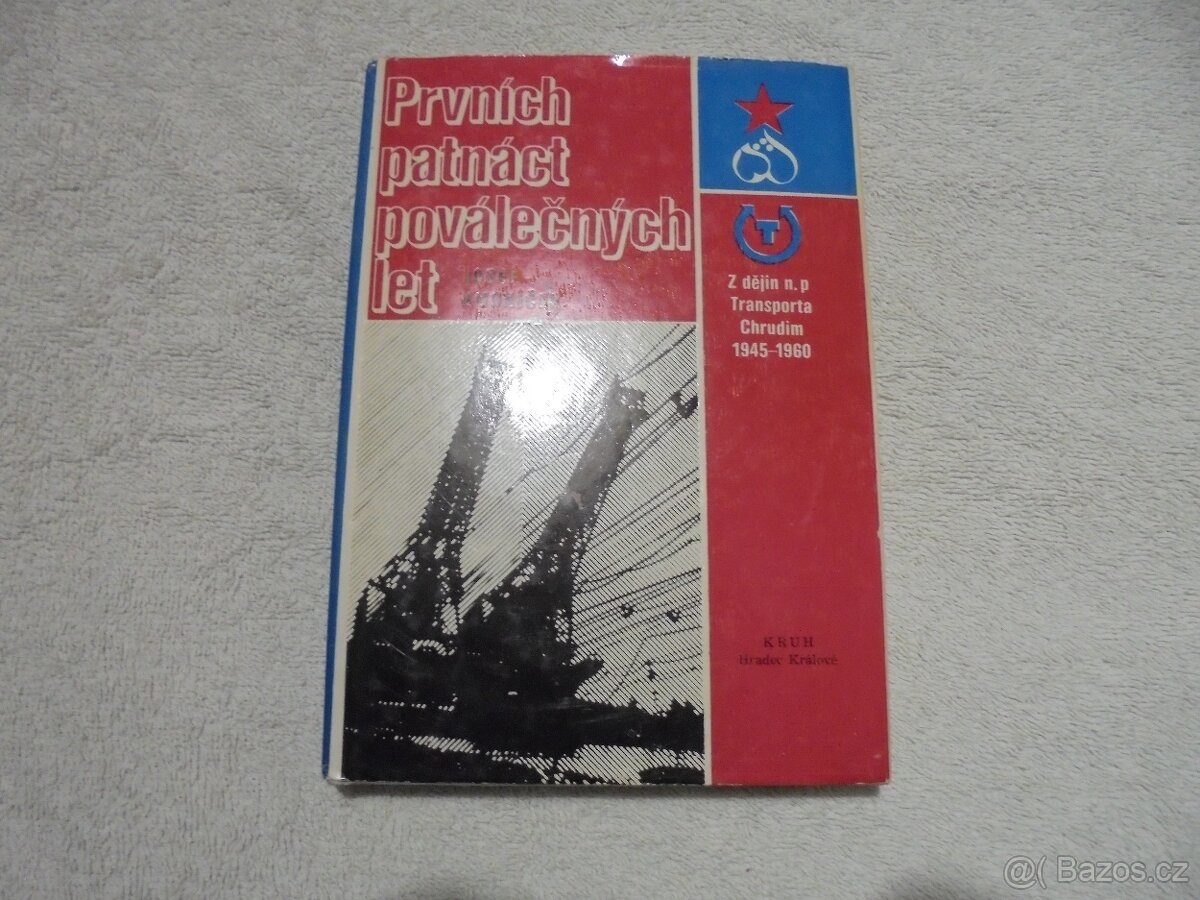 Prvních
patnáct
poválečných
let
T
Z dějin n. p
Transporta
Chrudim
1945–1960
KRUH
Hradec Králové
@( Bazos.cz